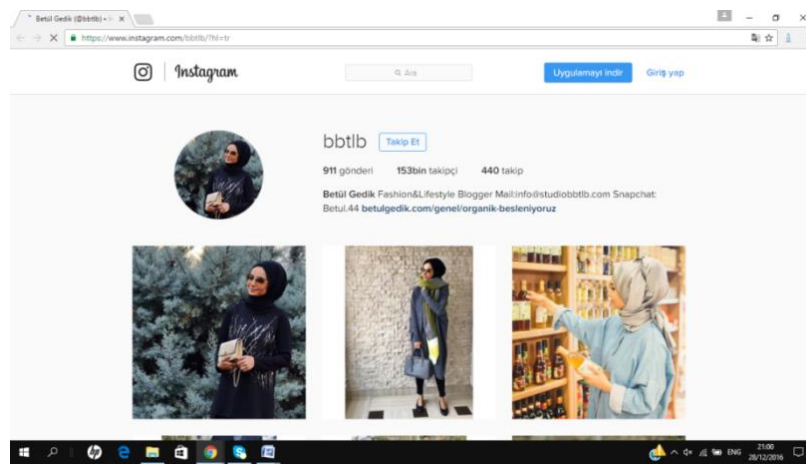 Betül Gedik (@bbtlb) • I
https://www.instagram.com/bbtlb/?hl=tr
Instagram
Ara
Uygulamayı İndir
Giriş yap
bbtlb
Takip Et
911 gönderi 153bin takipçi 440 takip
Betül Gedik Fashion&Lifestyle Blogger Mail:info@studiobbtlb.com Snapchat:
Betul.44 betulgedik.com/genel/organik-besleniyoruz
ENG
21:00
28/12/2016